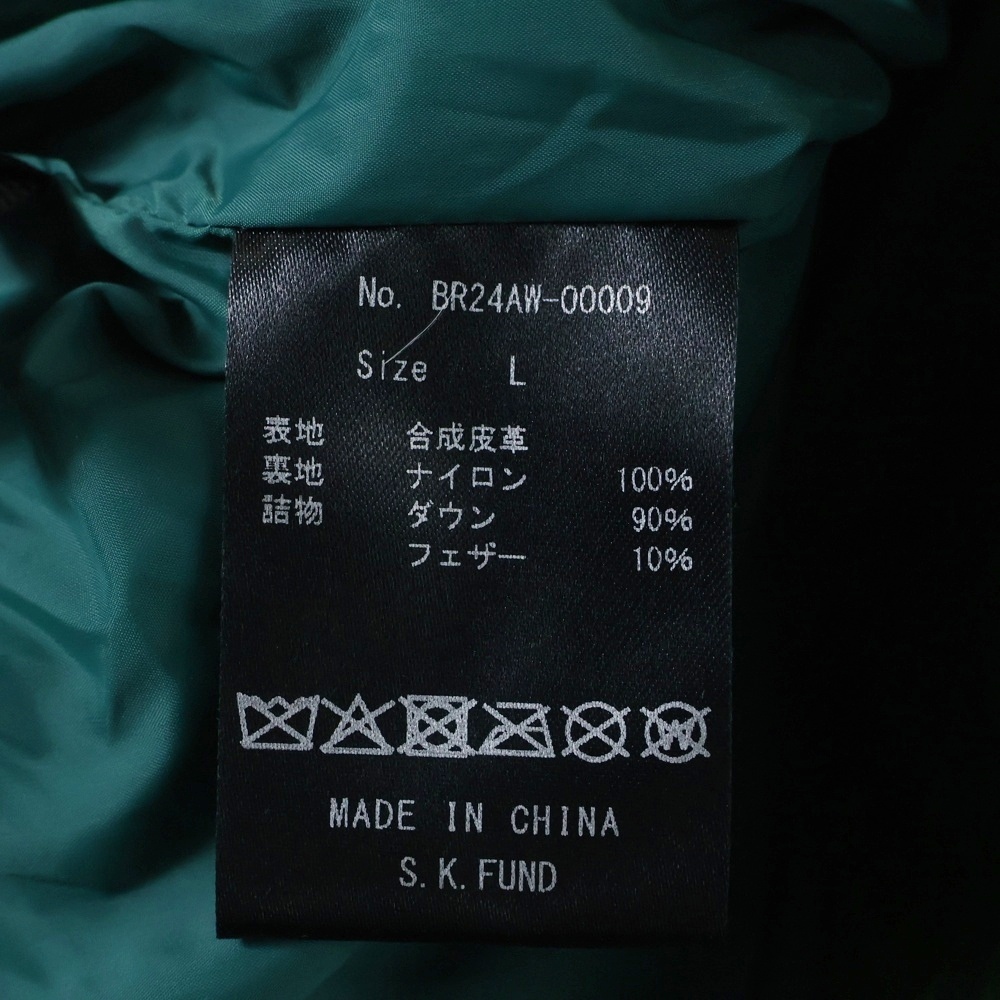 No. BR24AW-00009
Size L
表地 合成皮革
裏地 ナイロン 100%
詰物 ダウン 90%
フェザー 10%
W
MADE IN CHINA
S.K.FUND